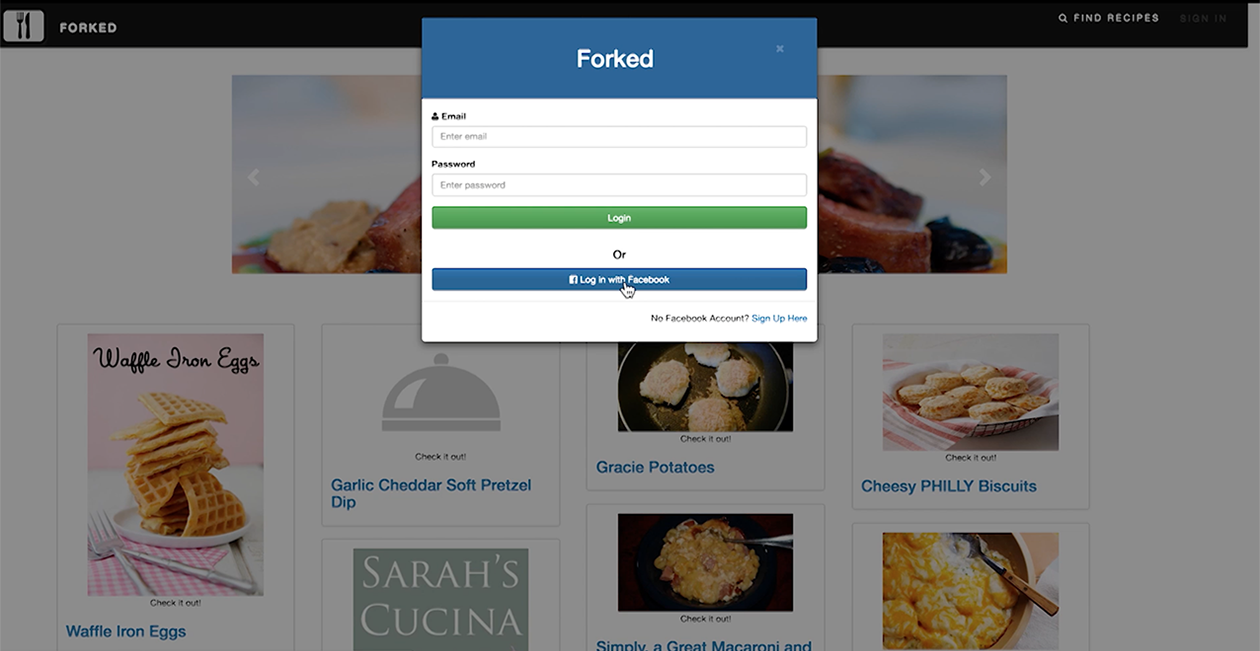 FORKED
FIND RECIPES
SIGN IN
Forked
×
Email
Enter email
Password
Enter password
Login
Or
Log in with Facebook
No Facebook Account? Sign Up Here
Waffle Iron Eggs
Check it out!
Waffle Iron Eggs
Check it out!
Garlic Cheddar Soft Pretzel
Dip
SARAH'S
CUCINA
Check it out!
Gracie Potatoes
Check it out!
Simply, a Great Macaroni and
Check it out!
Cheesy PHILLY Biscuits